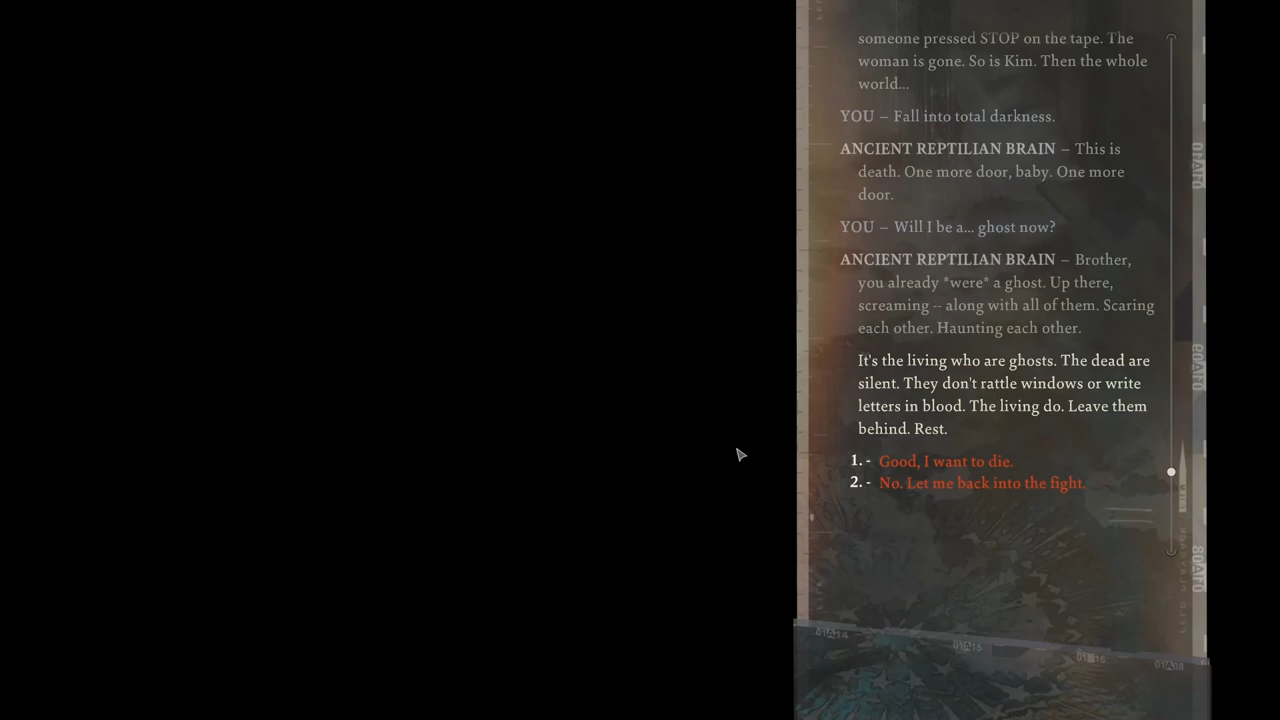 someone pressed STOP on the tape. The
woman is gone. So is Kim. Then the whole
world...
YOU – Fall into total darkness.
ANCIENT REPTILIAN BRAIN – This is
death. One more door, baby. One more
door.
YOU – Will I be a... ghost now?
ANCIENT REPTILIAN BRAIN – Brother,
you already *were* a ghost. Up there,
screaming -- along with all of them. Scaring
each other. Haunting each other.
It's the living who are ghosts. The dead are
silent. They don't rattle windows or write
letters in blood. The living do. Leave them
behind. Rest.
1. - Good, I want to die.
2. - No. Let me back into the fight.
01A14
01A15
01A08